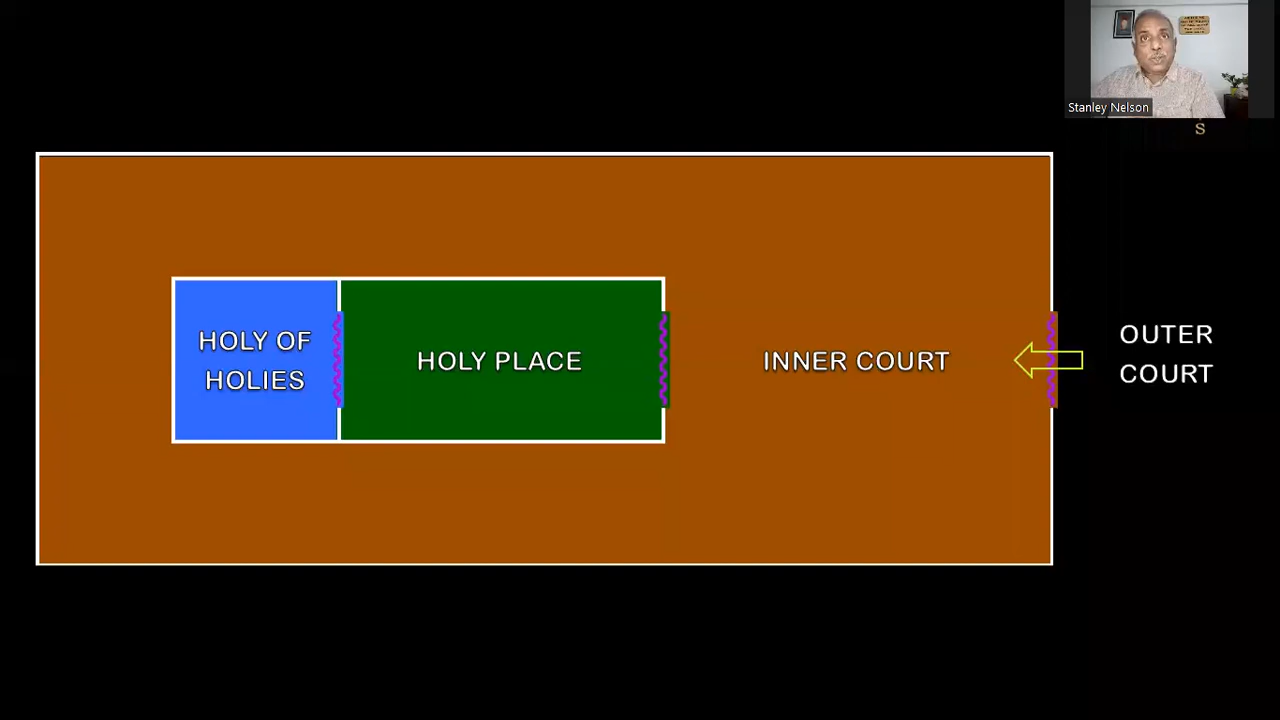 Stanley Nelson
S
HOLY OF
HOLIES
HOLY PLACE
INNER COURT
OUTER
COURT